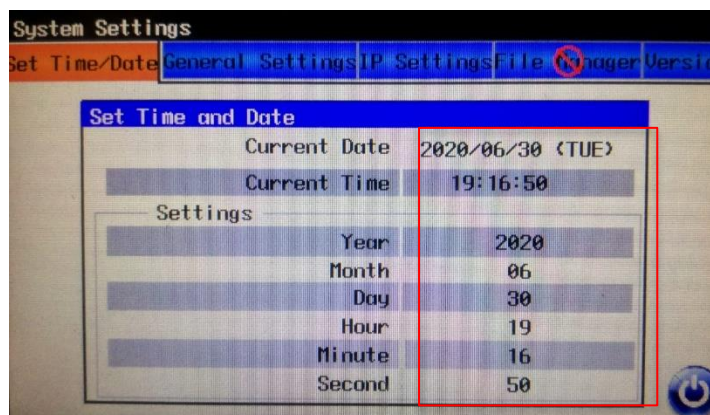 System Settings
Set Time/Date General Settings IP Settings File Versi
Set Time and Date
Current Date 2020/06/30 (TUE)
Current Time 19:16:50
Settings
Year 2020
Month 06
Day 30
Hour 19
Minute 16
Second 50